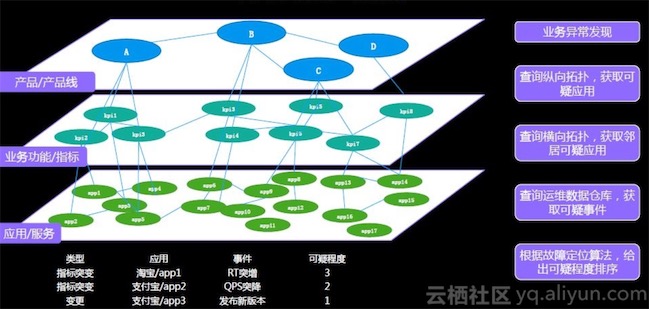 A
B
D
C
产品/产品线
kpi1
kpi2
kpi3
kpi3
kpi4
kpi5
kpi6
kpi7
kpi8
业务功能/指标
app1
app2
app3
app4
app5
app6
app7
app8
app9
app10
app11
app12
app13
app14
app15
app16
app17
应用/服务
业务异常发现
查询纵向拓扑，获取可
疑应用
查询横向拓扑，获取邻
居可疑应用
查询运维数据仓库，获
取可疑事件
根据故障定位算法，给
出可疑程度排序
类型 应用 事件 可疑程度
指标突变 淘宝/app1 RT突增 3
指标突变 支付宝/app2 QPS突降 2
变更 支付宝/app3 发布新版本 1
云栖社区 yq.aliyun.com